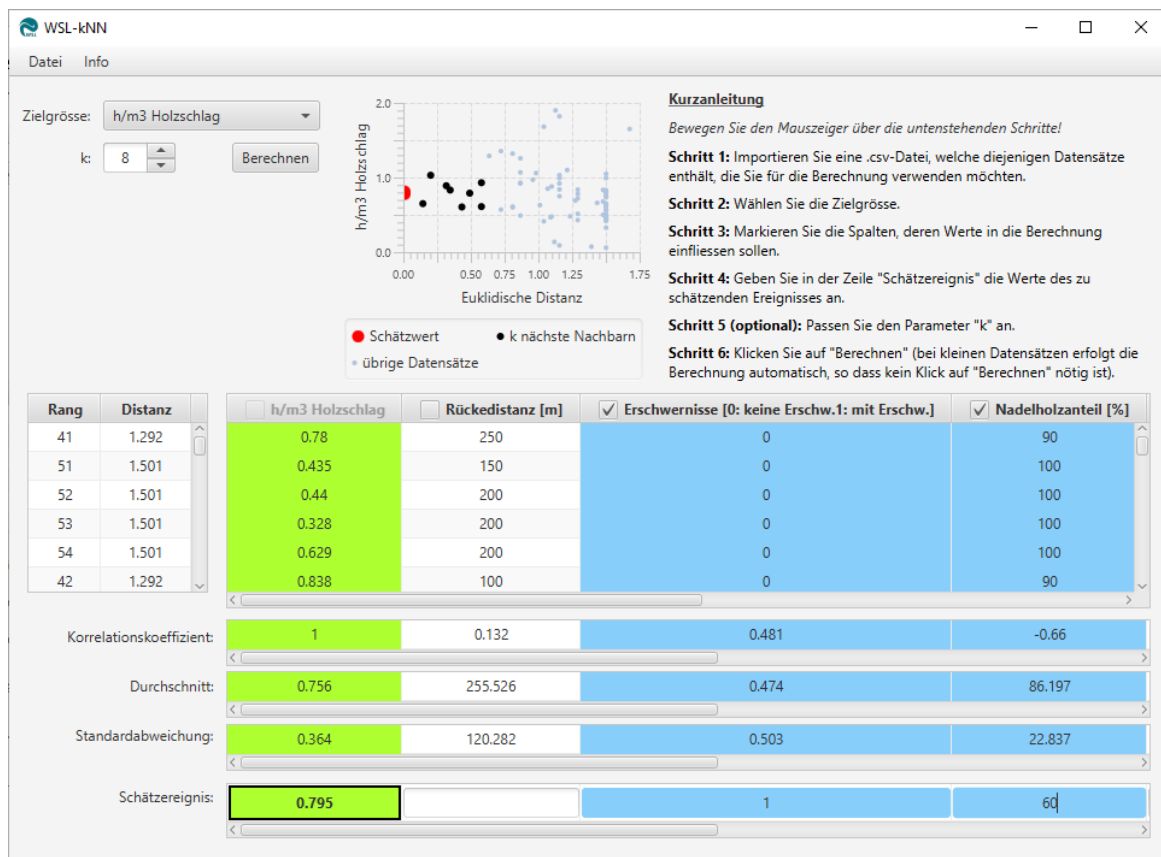 WSL-kNN
Datei Info
Zielgrösse: h/m3 Holzschlag
k: 8 Berechnen
h/m3 Holzschlag
2.0
1.0
0.0
0.00 0.50 0.75 1.00 1.25 1.75
Euklidische Distanz
Schätzwert k nächste Nachbarn
übrige Datensätze
Kurzanleitung
Bewegen Sie den Mauszeiger über die untenstehenden Schritte!
Schritt 1: Importieren Sie eine .csv-Datei, welche diejenigen Datensätze
enthält, die Sie für die Berechnung verwenden möchten.
Schritt 2: Wählen Sie die Zielgrösse.
Schritt 3: Markieren Sie die Spalten, deren Werte in die Berechnung
einfliessen sollen.
Schritt 4: Geben Sie in der Zeile "Schätzereignis" die Werte des zu
schätzenden Ereignisses an.
Schritt 5 (optional): Passen Sie den Parameter "k" an.
Schritt 6: Klicken Sie auf "Berechnen" (bei kleinen Datensätzen erfolgt die
Berechnung automatisch, so dass kein Klick auf "Berechnen" nötig ist).
Rang Distanz h/m3 Holzschlag Rückedistanz [m] Erschwernisse [0: keine Erschw.1: mit Erschw.] Nadelholzanteil [%]
41 1.292 0.78 250 0 90
51 1.501 0.435 150 0 100
52 1.501 0.44 200 0 100
53 1.501 0.328 200 0 100
54 1.501 0.629 200 0 100
42 1.292 0.838 100 0 90
Korrelationskoeffizient: 1 0.132 0.481 -0.66
Durchschnitt: 0.756 255.526 0.474 86.197
Standardabweichung: 0.364 120.282 0.503 22.837
Schätzereignis: 0.795 1 60